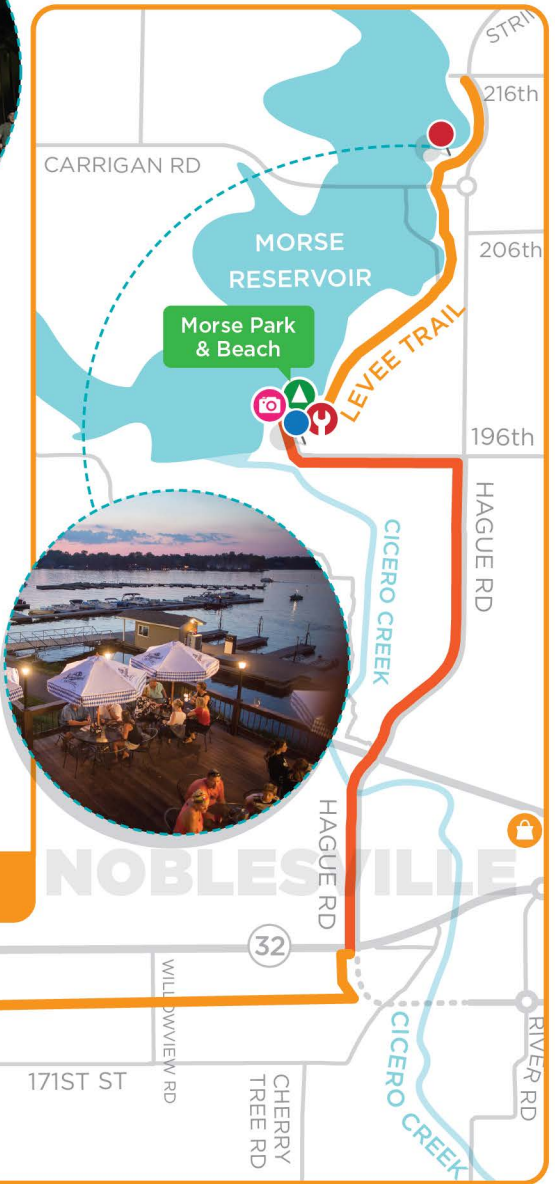 216th
CARRIGAN RD
206th
MORSE
RESERVOIR
Morse Park
& Beach
LEVEE TRAIL
196th
HAGUE RD
CICERO CREEK
HAGUE RD
NOBLESVILLE
32
WILLOWVIEW RD
171ST ST
CHERRY
TREE RD
CICERO CREEK
RIVER RD